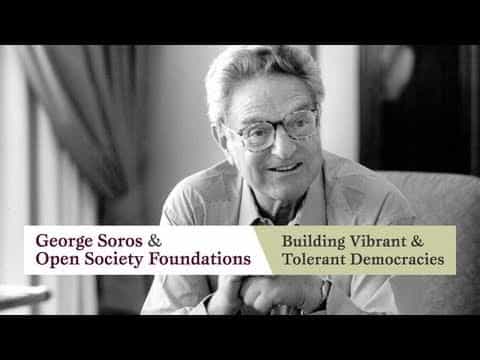 George Soros &
Open Society Foundations
Building Vibrant &
Tolerant Democracies